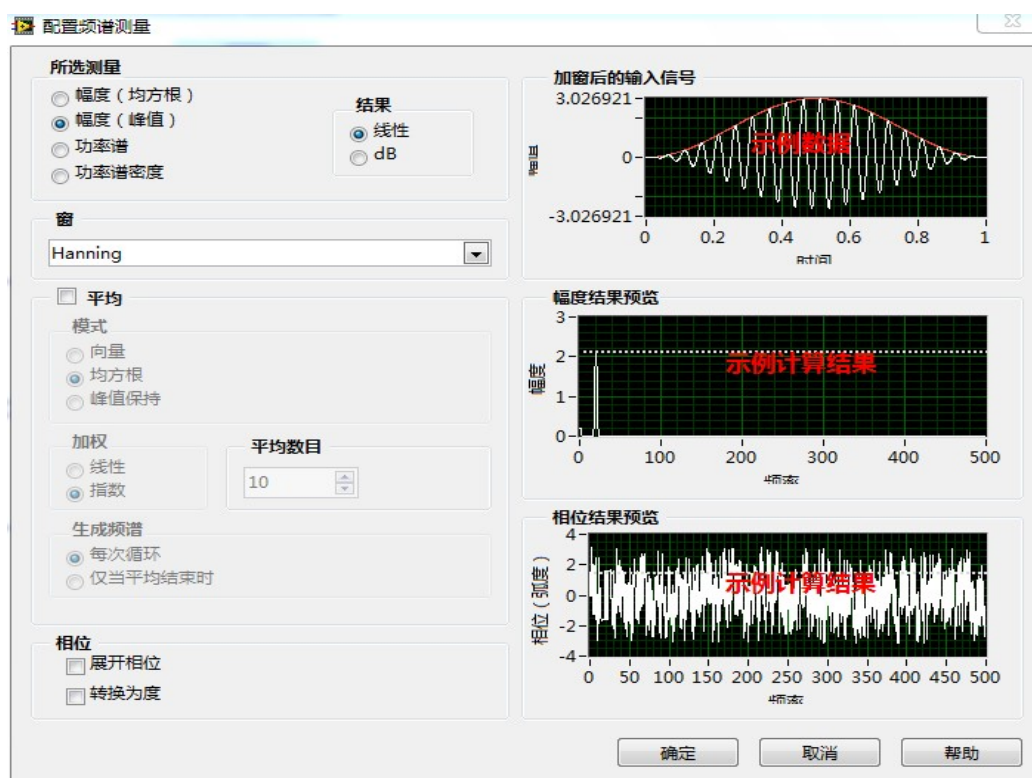 配置频谱测量
所选测量
幅度（均方根）
幅度（峰值）
功率谱
功率谱密度
结果
线性
dB
窗
Hanning
平均
模式
向量
均方根
峰值保持
加权
线性
指数
平均数目
10
生成频谱
每次循环
仅当平均结束时
相位
展开相位
转换为度
加窗后的输入信号
3.026921
0
-3.026921
幅值
示例数据
0 0.2 0.4 0.6 0.8 1
时间
幅度结果预览
3
2
1
0
幅度
示例计算结果
0 100 200 300 400 500
频率
相位结果预览
4
2
0
-2
-4
相位（弧度）
示例计算结果
0 50 100 150 200 250 300 350 400 450 500
频率
确定 取消 帮助